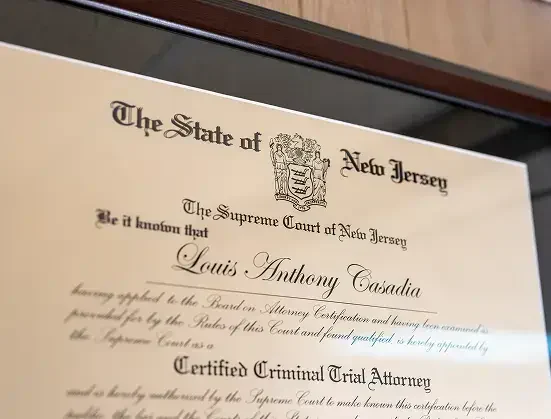 The State of New Jersey
The Supreme Court of New Jersey
Be it known that
Louis Anthony Casadia
having applied to the Board on Attorney Certification and having been examined as
provided for by the Rules of this Court and found qualified, is hereby appointed by
the Supreme Court as a
Certified Criminal Trial Attorney
and is hereby authorized by the Supreme Court to make known this certification before the